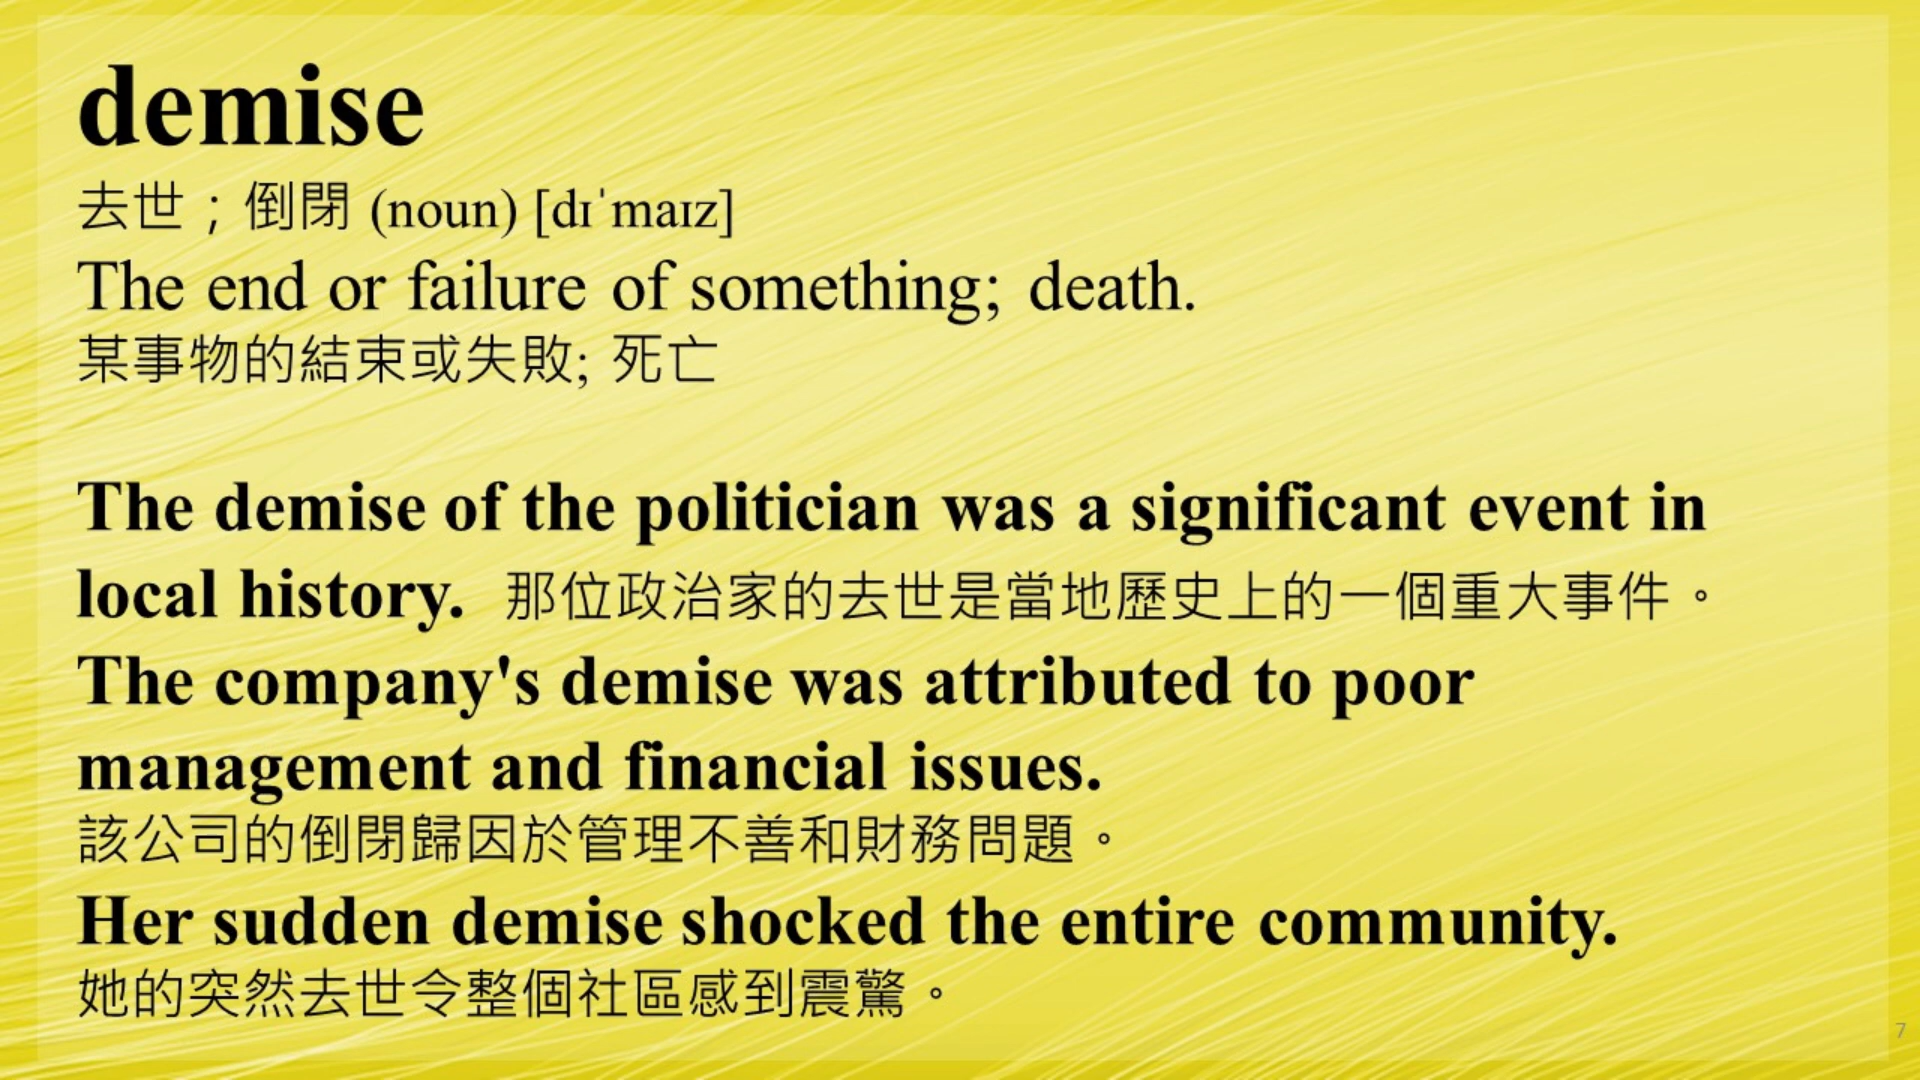 demise
去世；倒閉 (noun) [dɪˈmaɪz]
The end or failure of something; death.
某事物的結束或失敗; 死亡
The demise of the politician was a significant event in
local history. 那位政治家的去世是當地歷史上的一個重大事件。
The company's demise was attributed to poor
management and financial issues.
該公司的倒閉歸因於管理不善和財務問題。
Her sudden demise shocked the entire community.
她的突然去世令整個社區感到震驚。
7